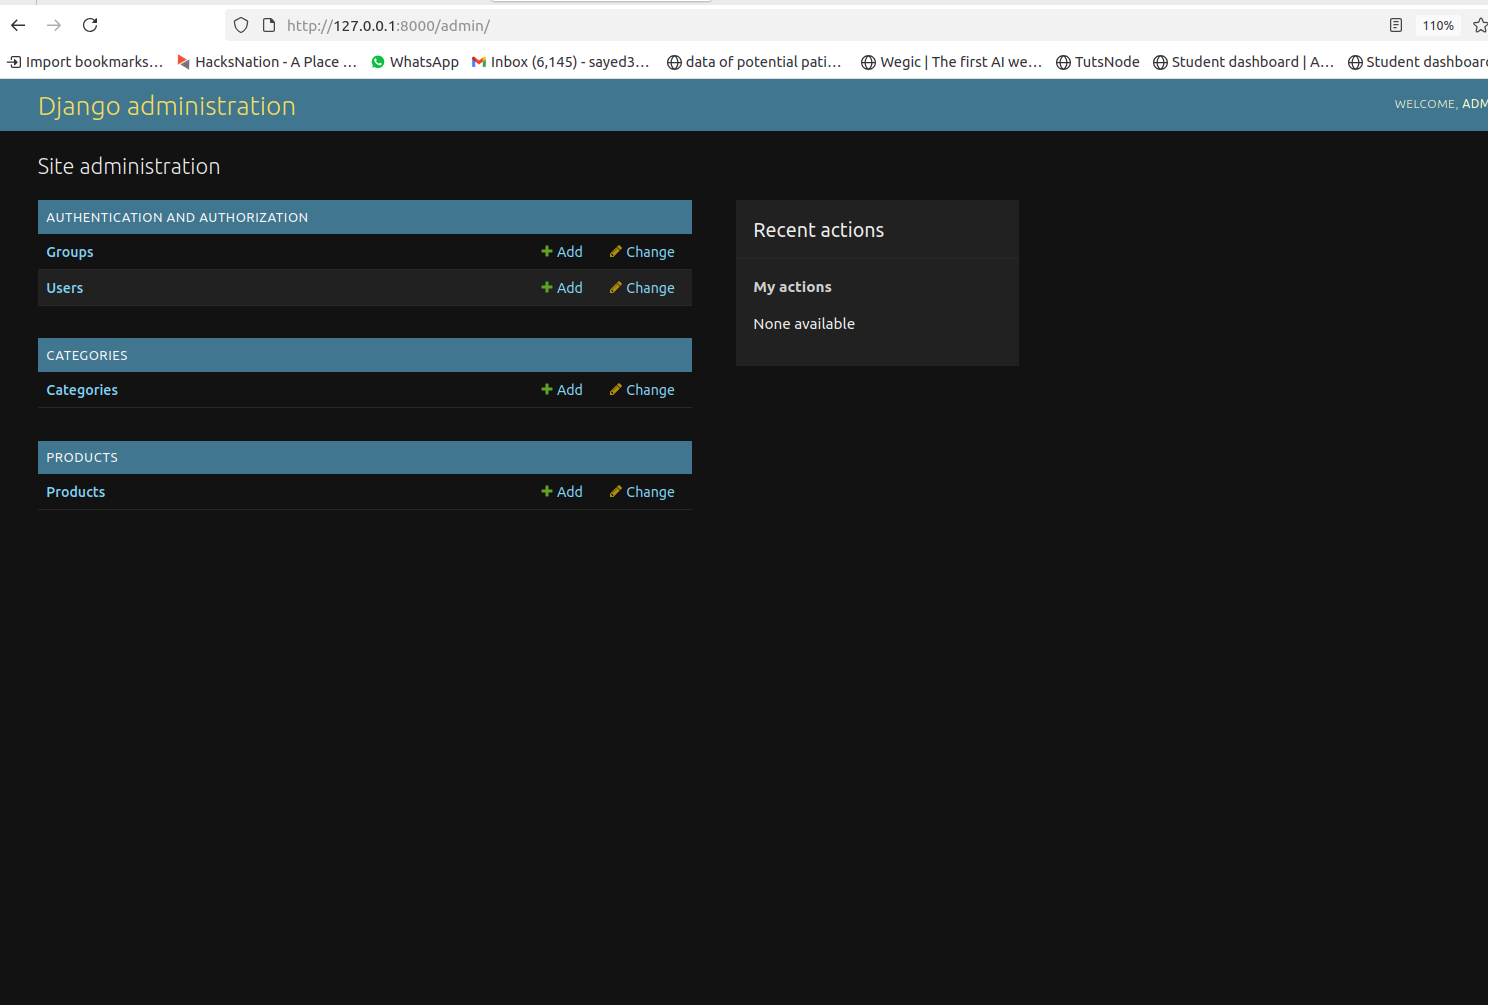 http://127.0.0.1:8000/admin/ 110%
Import bookmarks... HacksNation - A Place ... WhatsApp Inbox (6,145) - sayed3... data of potential pati... Wegic | The first AI we... TutsNode Student dashboard | A... Student dashboard
Django administration WELCOME, ADM
Site administration
AUTHENTICATION AND AUTHORIZATION
Groups Add Change
Users Add Change
CATEGORIES
Categories Add Change
PRODUCTS
Products Add Change
Recent actions
My actions
None available